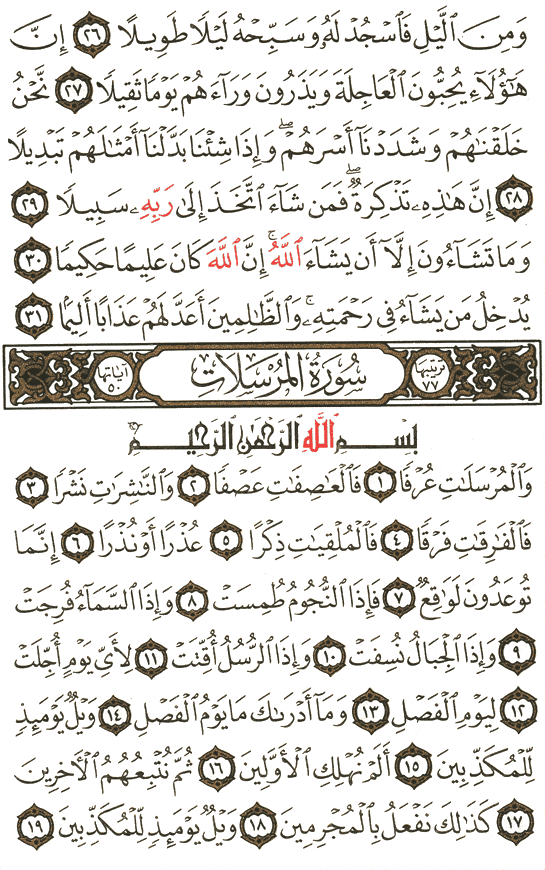 وَمِنَ ٱلَّيْلِ فَٱسْجُدْ لَهُۥ وَسَبِّحْهُ لَيْلًا طَوِيلًا ٢٦ إِنَّ
هَٰٓؤُلَآءِ يُحِبُّونَ ٱلْعَاجِلَةَ وَيَذَرُونَ وَرَآءَهُمْ يَوْمًا ثَقِيلًا ٢٧ نَّحْنُ
خَلَقْنَٰهُمْ وَشَدَدْنَآ أَسْرَهُمْ ۖ وَإِذَا شِئْنَا بَدَّلْنَآ أَمْثَٰلَهُمْ تَبْدِيلًا
٢٨ إِنَّ هَٰذِهِۦ تَذْكِرَةٌ ۖ فَمَن شَآءَ ٱتَّخَذَ إِلَىٰ رَبِّهِۦ سَبِيلًا ٢٩
وَمَا تَشَآءُونَ إِلَّآ أَن يَشَآءَ ٱللَّهُ ۚ إِنَّ ٱللَّهَ كَانَ عَلِيمًا حَكِيمًا ٣٠
يُدْخِلُ مَن يَشَآءُ فِى رَحْمَتِهِۦ ۚ وَٱلظَّٰلِمِينَ أَعَدَّ لَهُمْ عَذَابًا أَلِيمًۢا ٣١
ترتيبها ٧٧ سُورَةُ الْمُرْسَلَاتِ آياتها ٥٠
بِسْمِ ٱللَّهِ ٱلرَّحْمَٰنِ ٱلرَّحِيمِ
وَٱلْمُرْسَلَٰتِ عُرْفًا ١ فَٱلْعَٰصِفَٰتِ عَصْفًا ٢ وَٱلنَّٰشِرَٰتِ نَشْرًا ٣
فَٱلْفَٰرِقَٰتِ فَرْقًا ٤ فَٱلْمُلْقِيَٰتِ ذِكْرًا ٥ عُذْرًا أَوْ نُذْرًا ٦ إِنَّمَا
تُوعَدُونَ لَوَٰقِعٌ ٧ فَإِذَا ٱلنُّجُومُ طُمِسَتْ ٨ وَإِذَا ٱلسَّمَآءُ فُرِجَتْ
٩ وَإِذَا ٱلْجِبَالُ نُسِفَتْ ١٠ وَإِذَا ٱلرُّسُلُ أُقِّتَتْ ١١ لِأَىِّ يَوْمٍ أُجِّلَتْ
١٢ لِيَوْمِ ٱلْفَصْلِ ١٣ وَمَآ أَدْرَىٰكَ مَا يَوْمُ ٱلْفَصْلِ ١٤ وَيْلٌ يَوْمَئِذٍ
لِّلْمُكَذِّبِينَ ١٥ أَلَمْ نُهْلِكِ ٱلْأَوَّلِينَ ١٦ ثُمَّ نُتْبِعُهُمُ ٱلْأَخِرِينَ
١٧ كَذَٰلِكَ نَفْعَلُ بِٱلْمُجْرِمِينَ ١٨ وَيْلٌ يَوْمَئِذٍ لِّلْمُكَذِّبِينَ ١٩